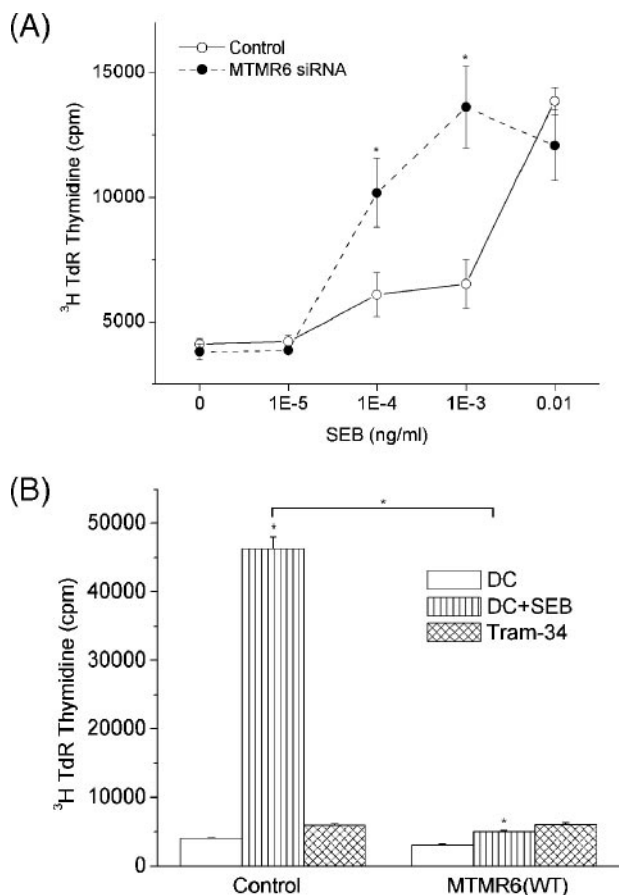 (A)
Control
MTMR6 siRNA
*
*
15000
10000
5000
³H TdR Thymidine (cpm)
0 1E-5 1E-4 1E-3 0.01
SEB (ng/ml)
(B)
*
*
50000
40000
30000
20000
10000
0
³H TdR Thymidine (cpm)
DC
DC+SEB
Tram-34
*
Control MTMR6(WT)